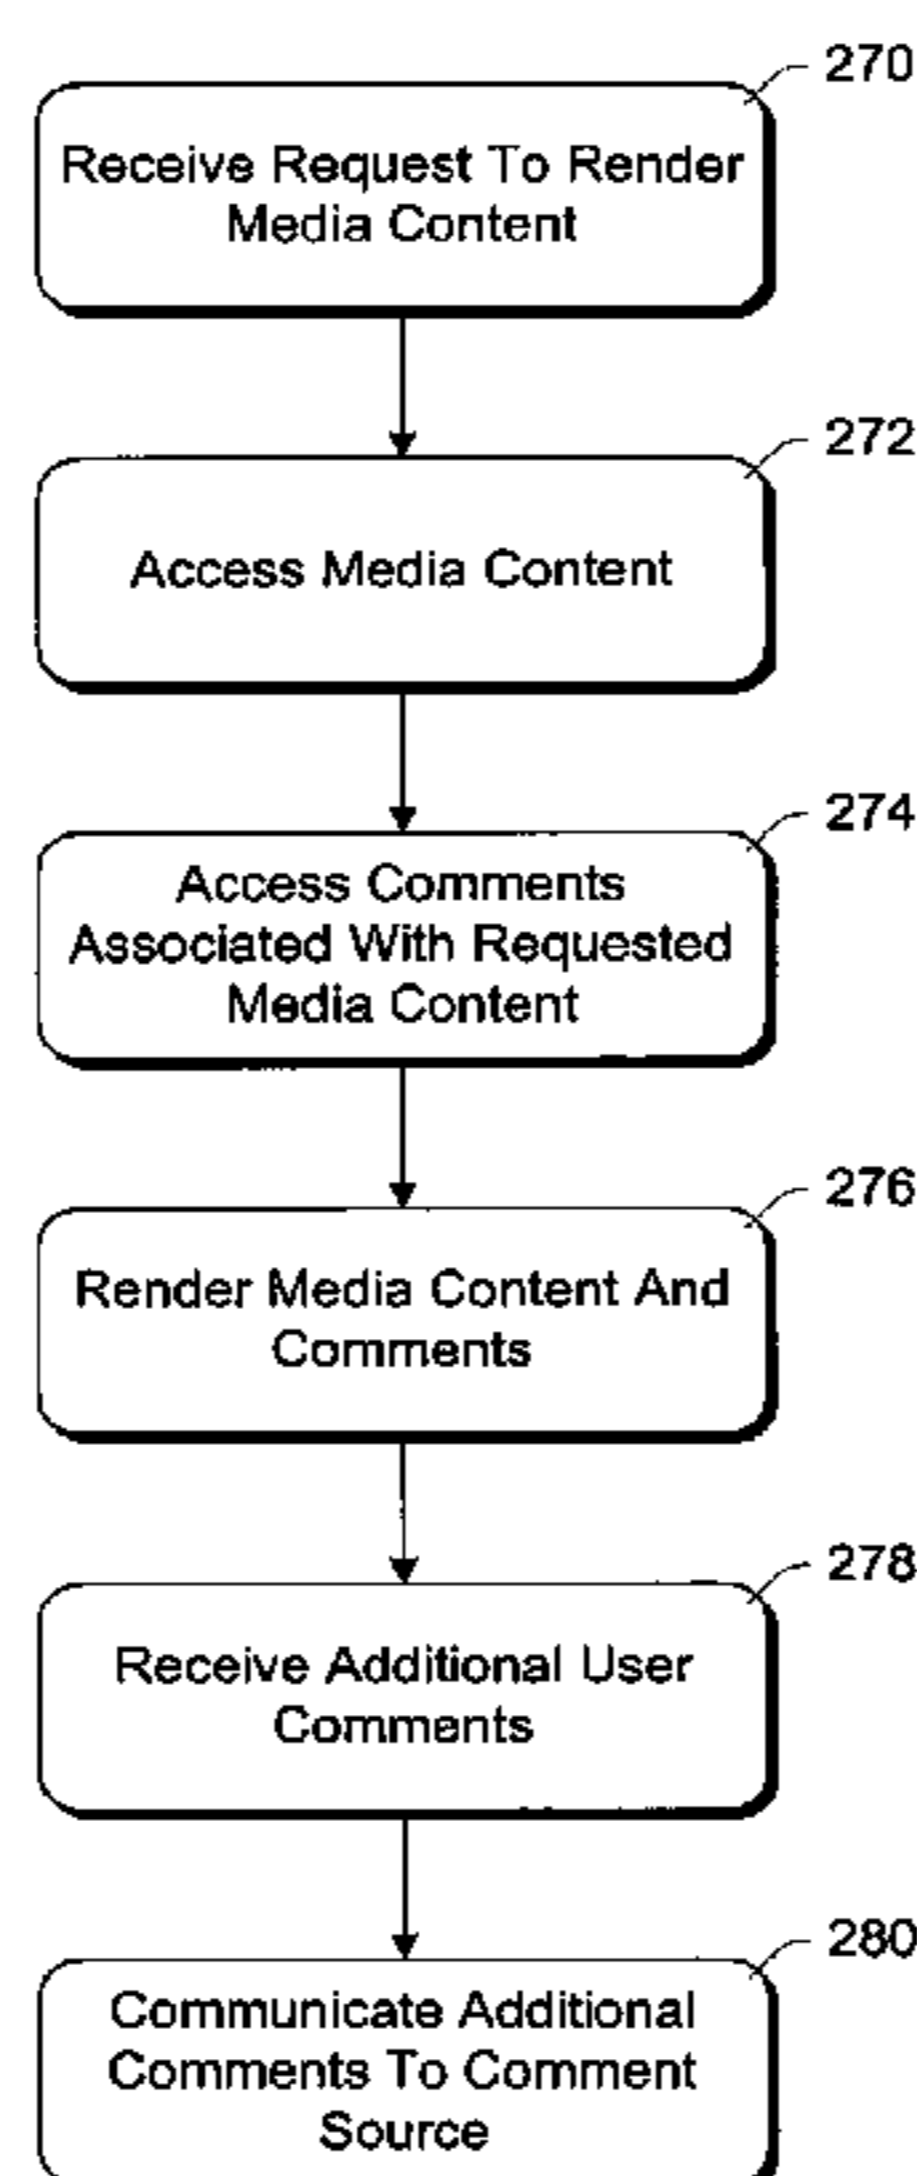 270
Receive Request To Render
Media Content
272
Access Media Content
274
Access Comments
Associated With Requested
Media Content
276
Render Media Content And
Comments
278
Receive Additional User
Comments
280
Communicate Additional
Comments To Comment
Source